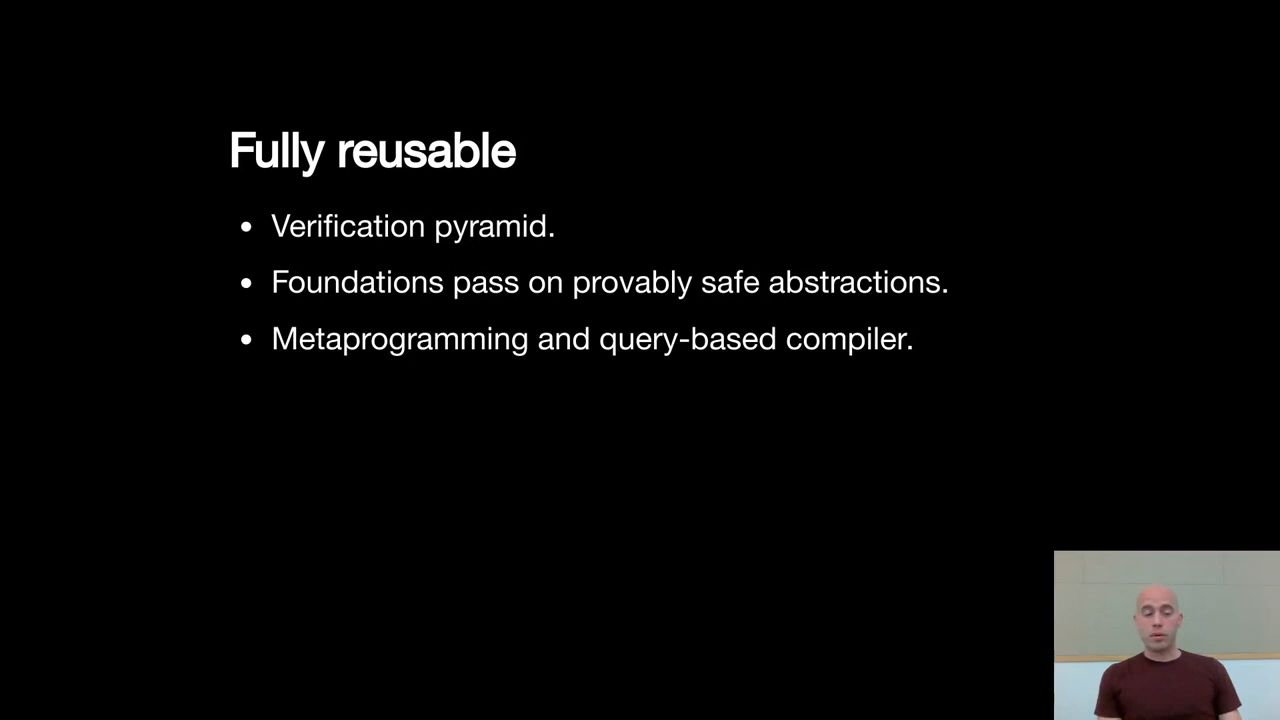 Fully reusable
• Verification pyramid.
• Foundations pass on provably safe abstractions.
• Metaprogramming and query-based compiler.